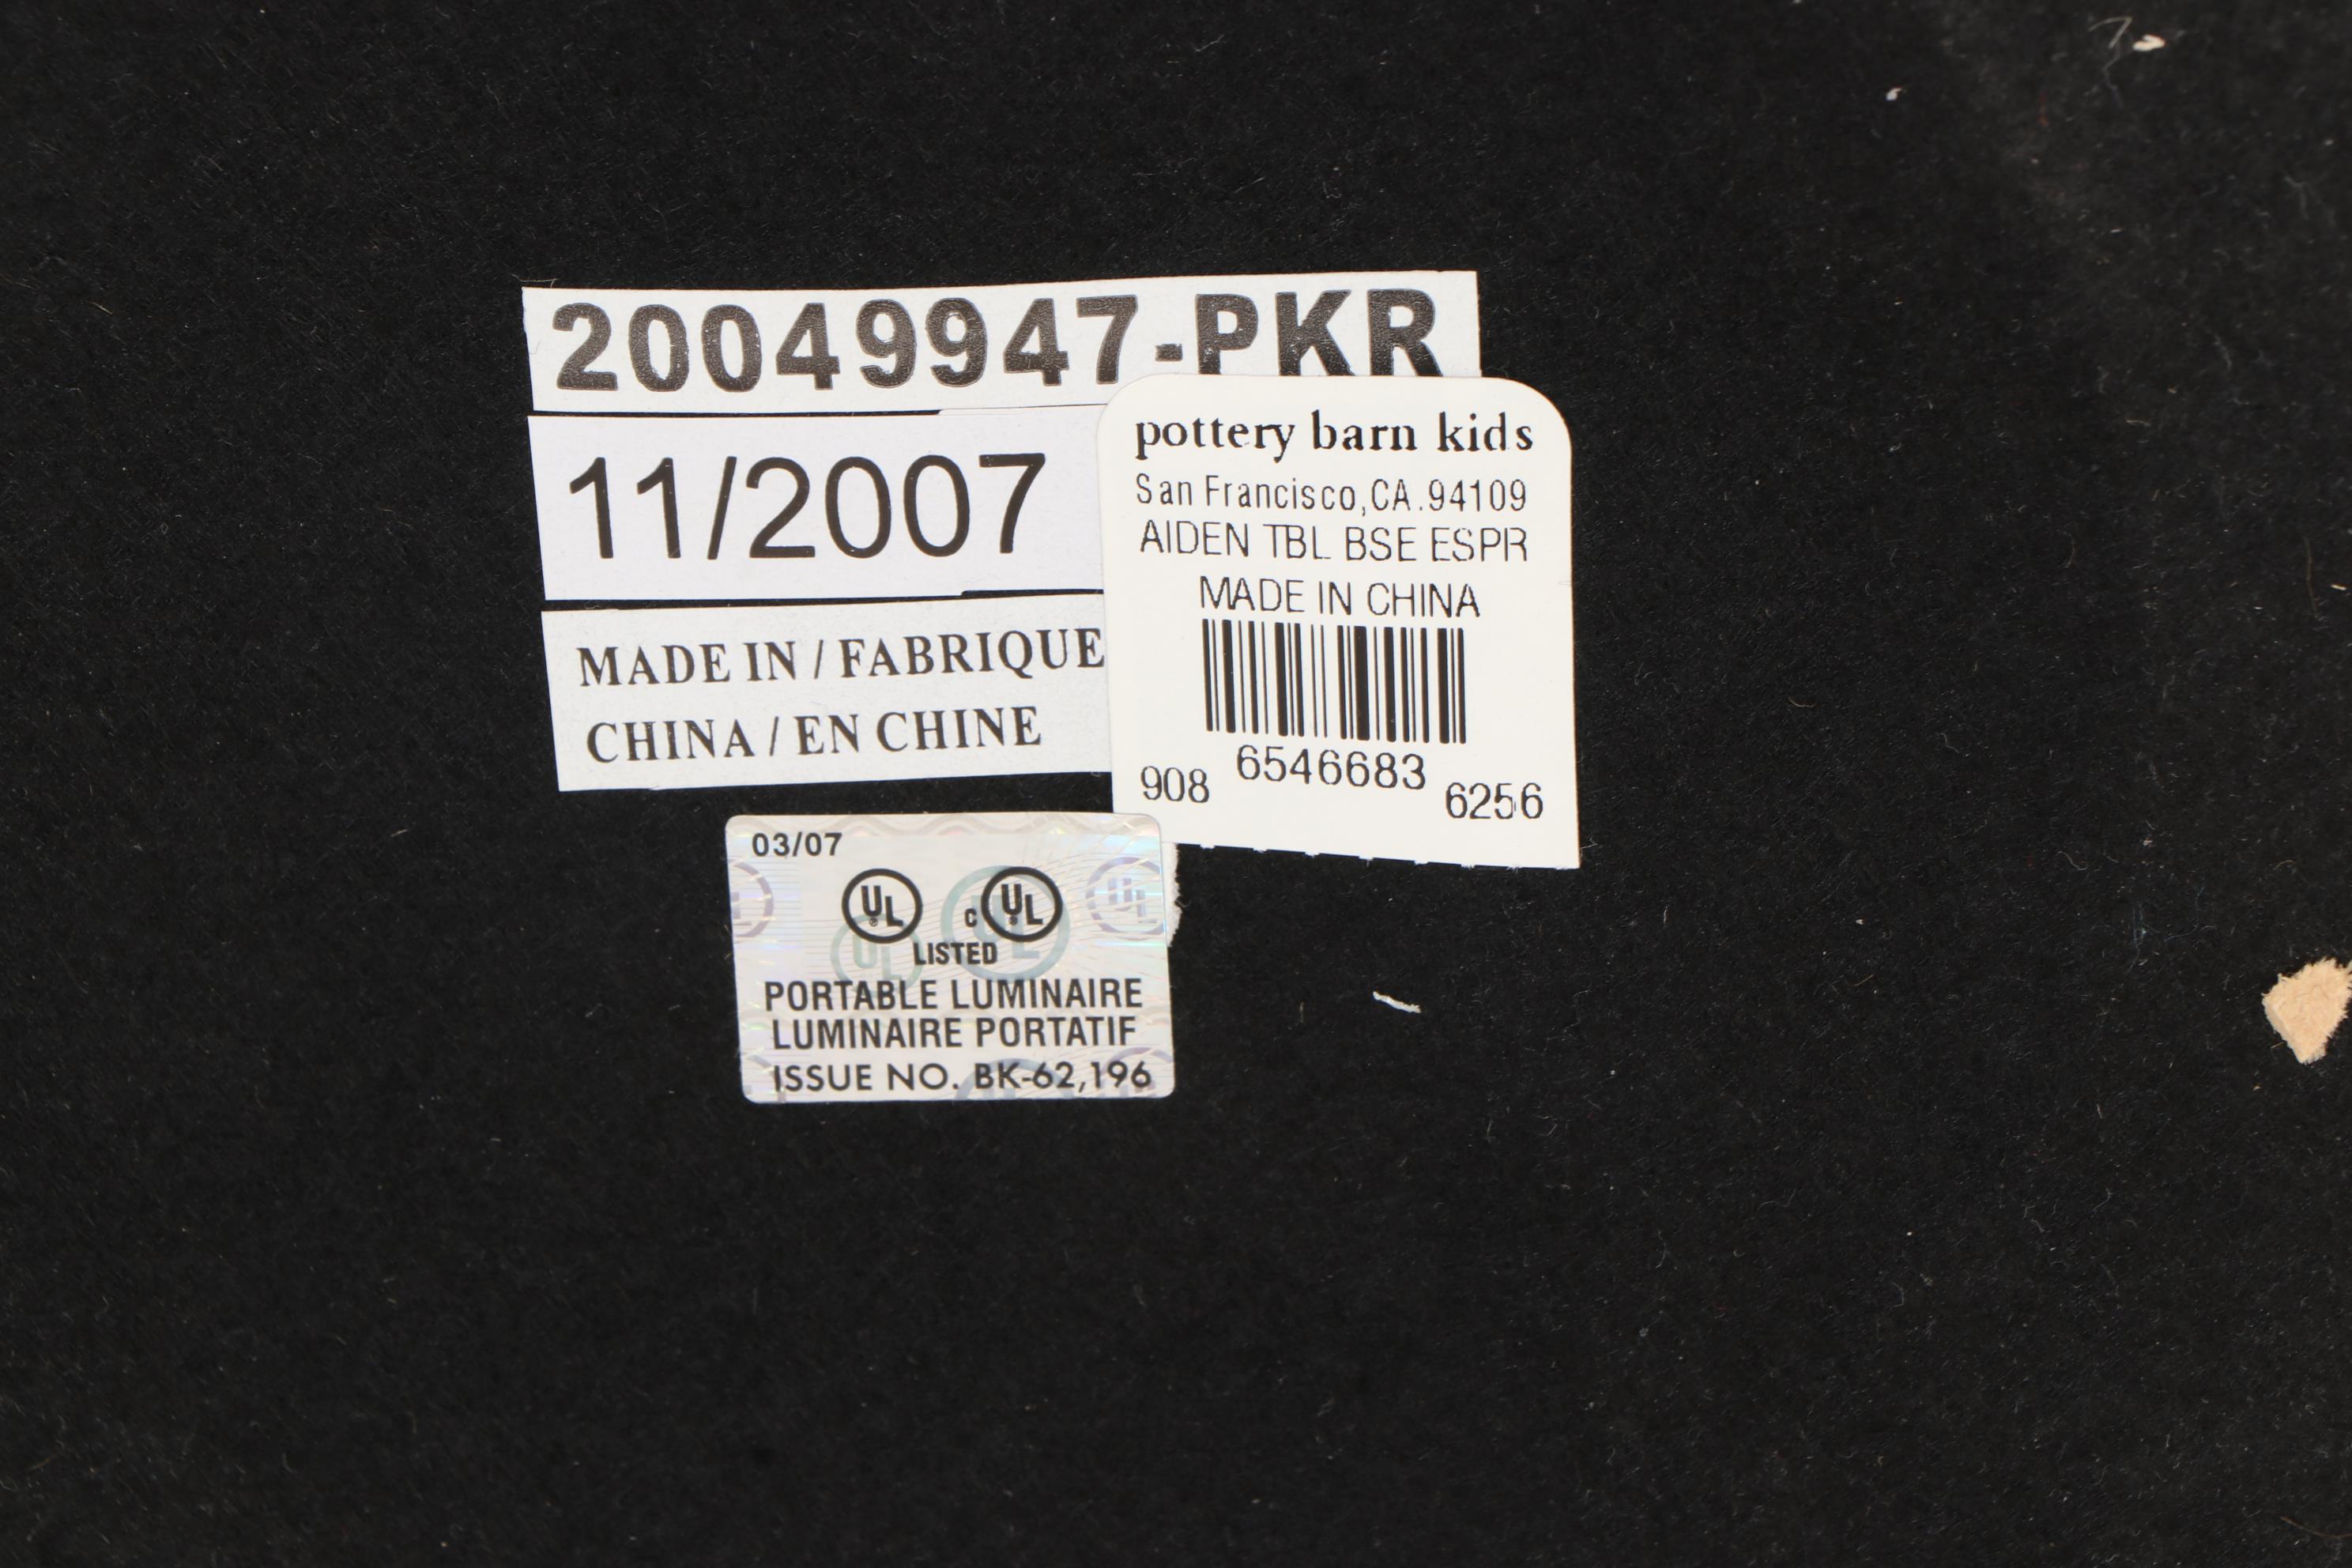 20049947-PKR
11/2007
MADE IN / FABRIQUE
CHINA / EN CHINE
pottery barn kids
San Francisco,CA.94109
AIDEN TBL BSE ESPR
MADE IN CHINA
6546683
908 6256
03/07
UL c UL
LISTED
PORTABLE LUMINAIRE
LUMINAIRE PORTATIF
ISSUE NO. BK-62,196